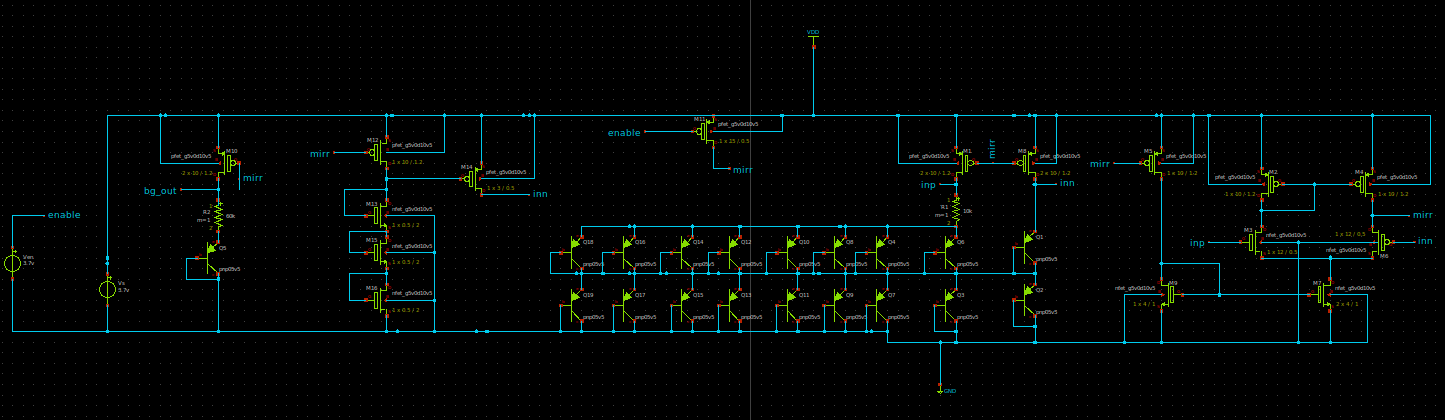 VDD
M10
pfet_g5v0d10v5
2 x 10 / 1.2
mirr
bg_out
R2
m=1
60k
1
2
Q5
pnp05v5
enable
Ven
3.7v
Vs
3.7v
mirr
M12
pfet_g5v0d10v5
1 x 10 / 1.2
M14
pfet_g5v0d10v5
1 x 3 / 0.5
inn
M13
nfet_g5v0d10v5
1 x 0.5 / 2
M15
nfet_g5v0d10v5
1 x 0.5 / 2
M16
nfet_g5v0d10v5
1 x 0.5 / 2
enable
M11
pfet_g5v0d10v5
1 x 15 / 0.5
mirr
Q18
pnp05v5
Q16
pnp05v5
Q14
pnp05v5
Q12
pnp05v5
Q10
pnp05v5
Q8
pnp05v5
Q4
pnp05v5
Q6
pnp05v5
Q19
pnp05v5
Q17
pnp05v5
Q15
pnp05v5
Q13
pnp05v5
Q11
pnp05v5
Q9
pnp05v5
Q7
pnp05v5
Q3
pnp05v5
M1
pfet_g5v0d10v5
2 x 10 / 1.2
mirr
M8
pfet_g5v0d10v5
2 x 10 / 1.2
inp
inn
R1
m=1
10k
1
2
Q1
pnp05v5
Q2
pnp05v5
GND
mirr
M5
pfet_g5v0d10v5
1 x 10 / 1.2
M2
pfet_g5v0d10v5
1 x 10 / 1.2
M4
pfet_g5v0d10v5
1 x 10 / 1.2
mirr
inp
M3
nfet_g5v0d10v5
1 x 12 / 0.5
1 x 12 / 0.5
nfet_g5v0d10v5
M6
inn
M9
nfet_g5v0d10v5
1 x 4 / 1
M7
nfet_g5v0d10v5
2 x 4 / 1